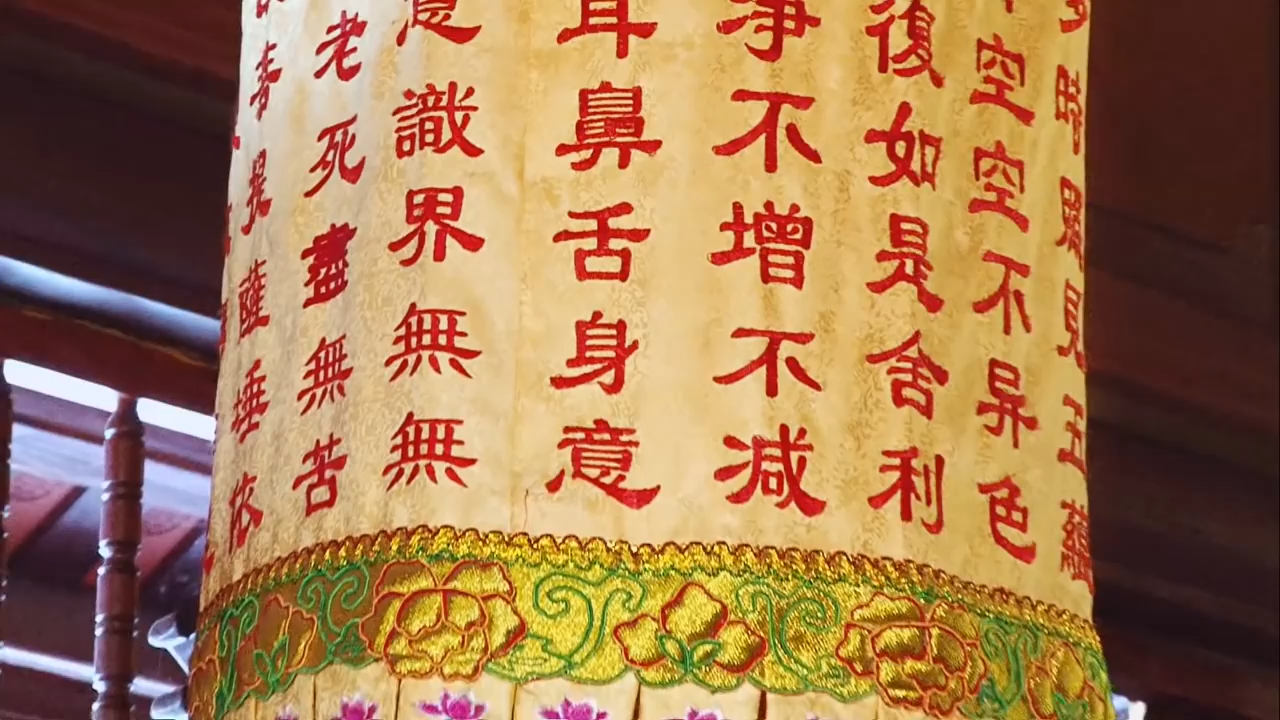 時照見五蘊
空空不异色
復如是舍利
淨不增不減
耳鼻舌身意
意識界無無
老死盡無苦
菩提薩埵依